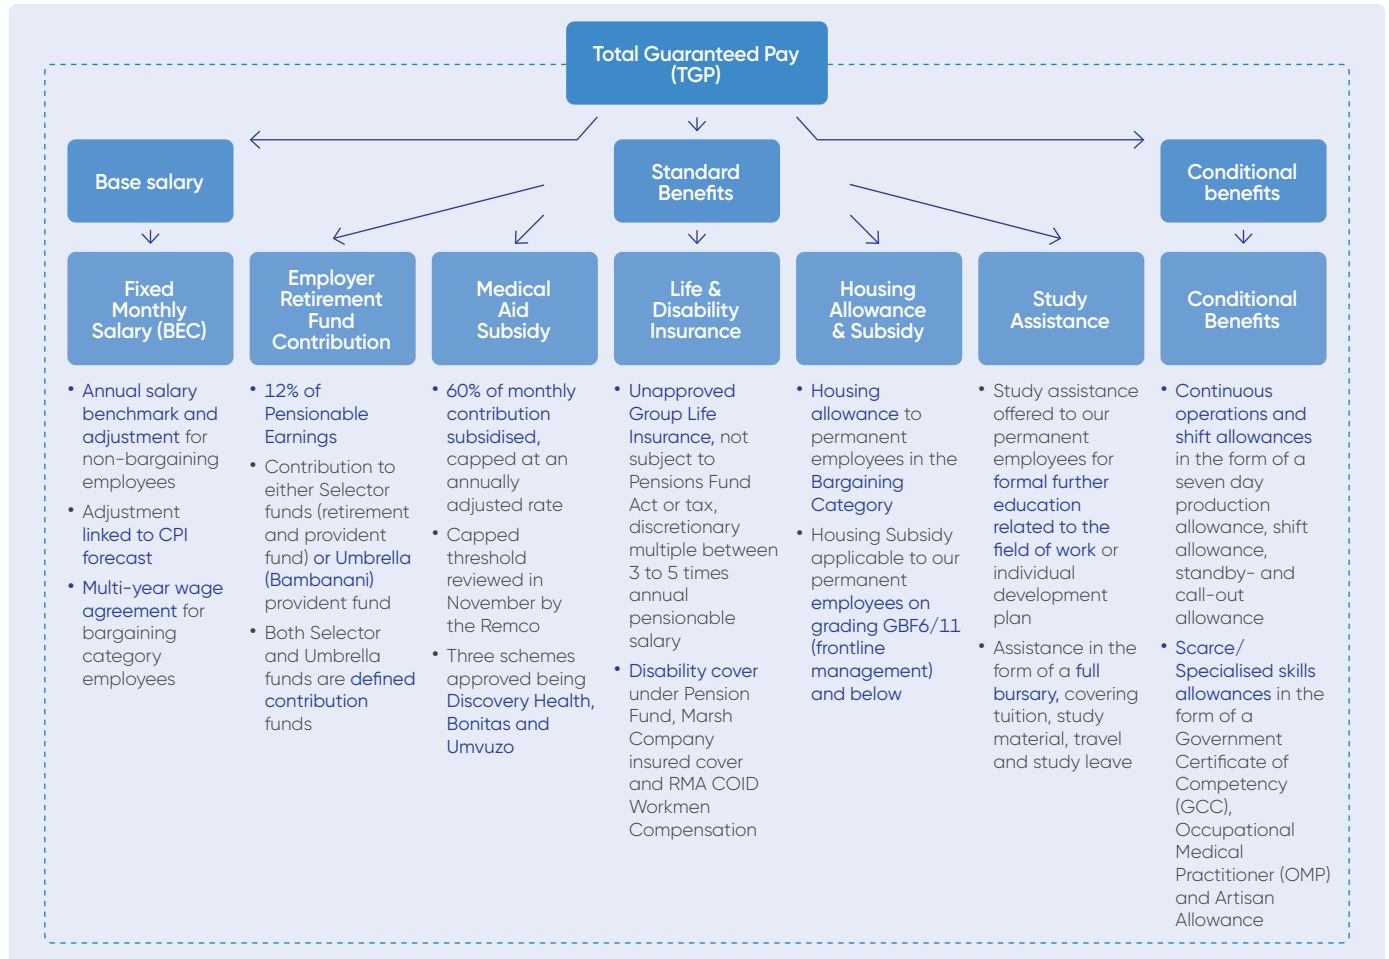 Total Guaranteed Pay
(TGP)
Base salary
Standard
Benefits
Conditional
benefits
Fixed
Monthly
Salary (BEC)
Employer
Retirement
Fund
Contribution
Medical
Aid
Subsidy
Life &
Disability
Insurance
Housing
Allowance
& Subsidy
Study
Assistance
Conditional
Benefits
• Annual salary
benchmark and
adjustment for
non-bargaining
employees
• Adjustment
linked to CPI
forecast
• Multi-year wage
agreement for
bargaining
category
employees
• 12% of
Pensionable
Earnings
• Contribution to
either Selector
funds (retirement
and provident
fund) or Umbrella
(Bambanani)
provident fund
• Both Selector
and Umbrella
funds are defined
contribution
funds
• 60% of monthly
contribution
subsidised,
capped at an
annually
adjusted rate
• Capped
threshold
reviewed in
November by
the Remco
• Three schemes
approved being
Discovery Health,
Bonitas and
Umvuzo
• Unapproved
Group Life
Insurance, not
subject to
Pensions Fund
Act or tax,
discretionary
multiple between
3 to 5 times
annual
pensionable
salary
• Disability cover
under Pension
Fund, Marsh
Company
insured cover
and RMA COID
Workmen
Compensation
• Housing
allowance to
permanent
employees in the
Bargaining
Category
• Housing Subsidy
applicable to our
permanent
employees on
grading GBF6/11
(frontline
management)
and below
• Study assistance
offered to our
permanent
employees for
formal further
education
related to the
field of work or
individual
development
plan
• Assistance in the
form of a full
bursary, covering
tuition, study
material, travel
and study leave
• Continuous
operations and
shift allowances
in the form of a
seven day
production
allowance, shift
allowance,
standby- and
call-out
allowance
• Scarce/
Specialised skills
allowances in the
form of a
Government
Certificate of
Competency
(GCC),
Occupational
Medical
Practitioner (OMP)
and Artisan
Allowance